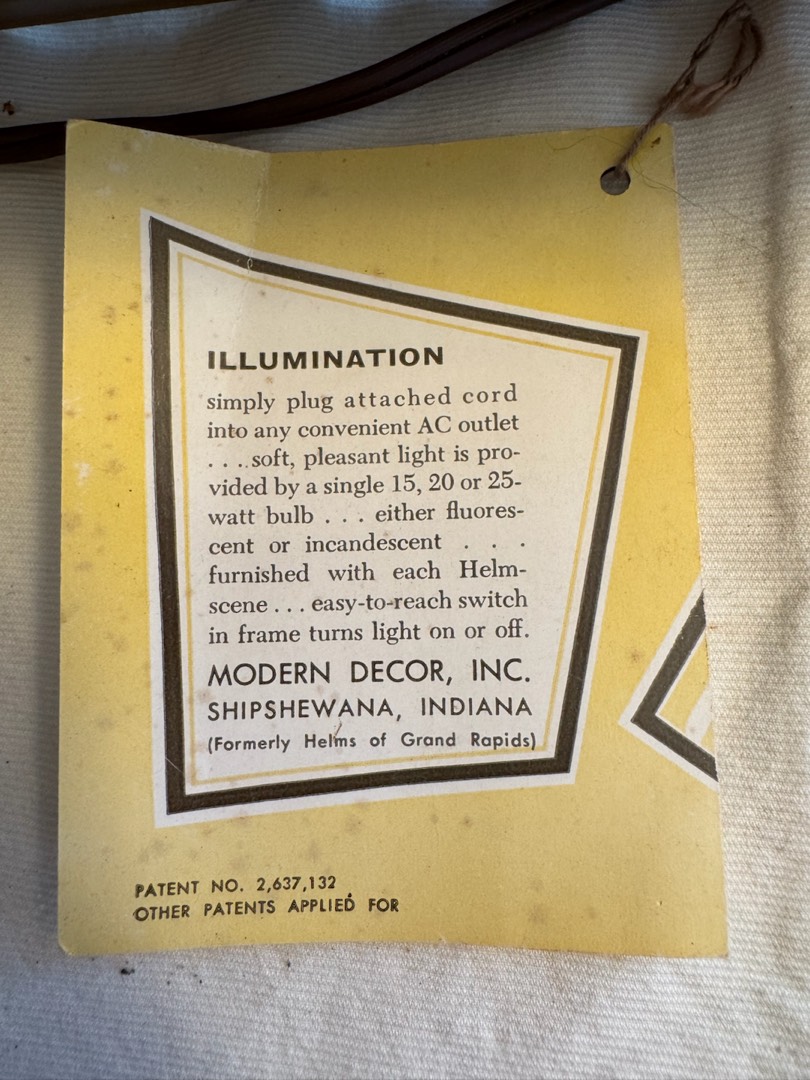 ILLUMINATION
simply plug attached cord
into any convenient AC outlet
. . . soft, pleasant light is pro-
vided by a single 15, 20 or 25-
watt bulb . . . either fluores-
cent or incandescent . . .
furnished with each Helm-
scene . . . easy-to-reach switch
in frame turns light on or off.
MODERN DECOR, INC.
SHIPSHEWANA, INDIANA
(Formerly Helms of Grand Rapids)
PATENT NO. 2,637,132
OTHER PATENTS APPLIED FOR